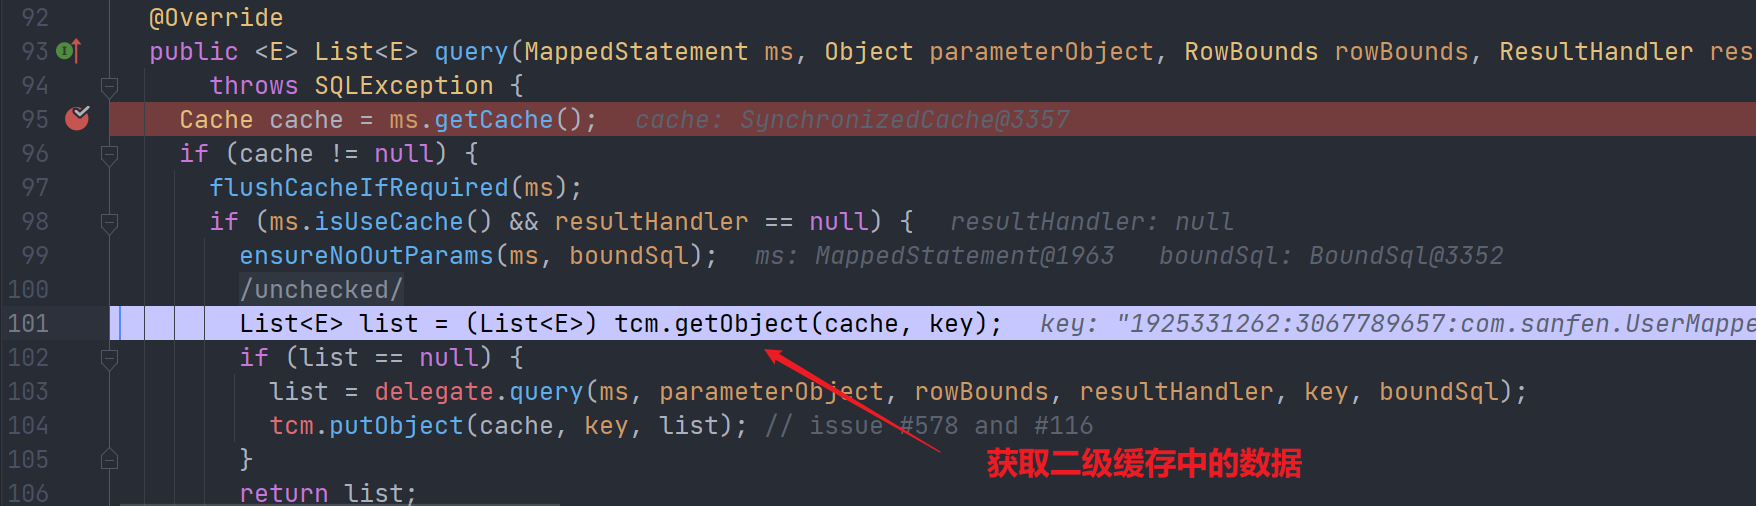 92 @Override
93 public <E> List<E> query(MappedStatement ms, Object parameterObject, RowBounds rowBounds, ResultHandler res
94 throws SQLException {
95 Cache cache = ms.getCache(); cache: SynchronizedCache@3357
96 if (cache != null) {
97 flushCacheIfRequired(ms);
98 if (ms.isUseCache() && resultHandler == null) { resultHandler: null
99 ensureNoOutParams(ms, boundSql); ms: MappedStatement@1963 boundSql: BoundSql@3352
100 /unchecked/
101 List<E> list = (List<E>) tcm.getObject(cache, key); key: "1925331262:3067789657:com.sanfen.UserMappe
102 if (list == null) {
103 list = delegate.query(ms, parameterObject, rowBounds, resultHandler, key, boundSql);
104 tcm.putObject(cache, key, list); // issue #578 and #116
获取二级缓存中的数据
105 }
106 return list;